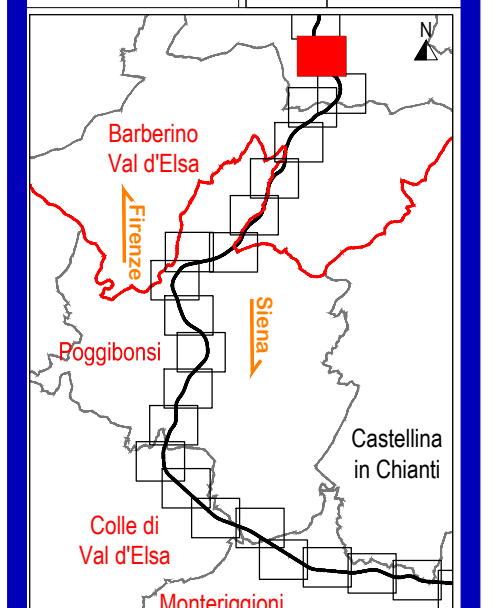 N
Barberino
Val d'Elsa
Firenze
Siena
Poggibonsi
Castellina
in Chianti
Colle di
Val d'Elsa
Monteriggioni